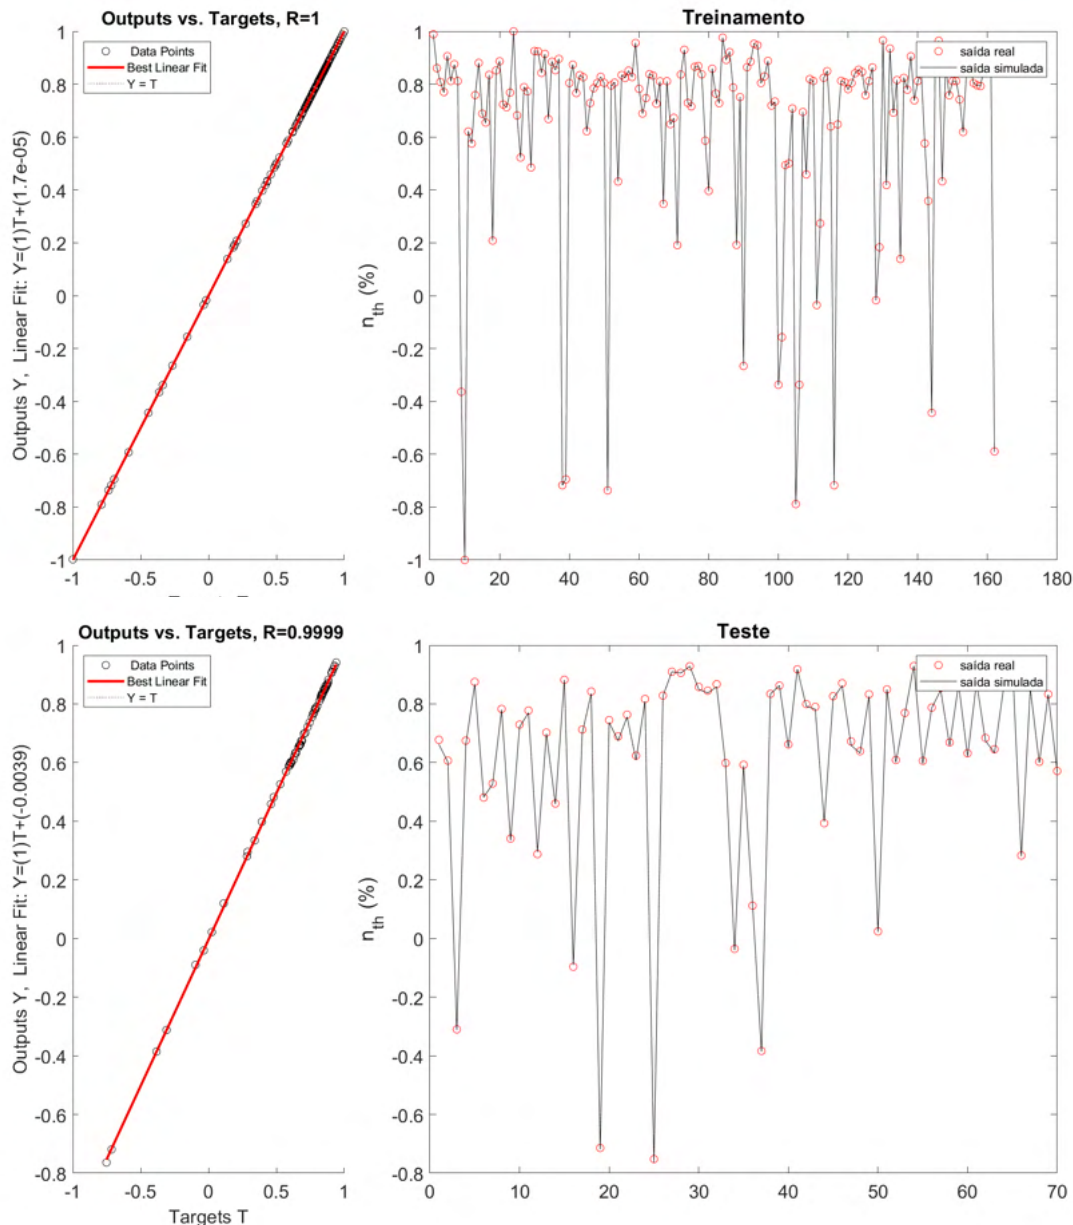 Outputs vs. Targets, R=1
Data Points
Best Linear Fit
Y = T
Outputs Y, Linear Fit: Y=(1)T+(1.7e-05)
1
0.8
0.6
0.4
0.2
0
-0.2
-0.4
-0.6
-0.8
-1
-1 -0.5 0 0.5 1
Treinamento
saída real
saída simulada
n_th (%)
1
0.8
0.6
0.4
0.2
0
-0.2
-0.4
-0.6
-0.8
-1
0 20 40 60 80 100 120 140 160 180
Outputs vs. Targets, R=0.9999
Data Points
Best Linear Fit
Y = T
Outputs Y, Linear Fit: Y=(1)T+(-0.0039)
1
0.8
0.6
0.4
0.2
0
-0.2
-0.4
-0.6
-0.8
-1 -0.5 0 0.5 1
Targets T
Teste
saída real
saída simulada
n_th (%)
1
0.8
0.6
0.4
0.2
0
-0.2
-0.4
-0.6
-0.8
0 10 20 30 40 50 60 70